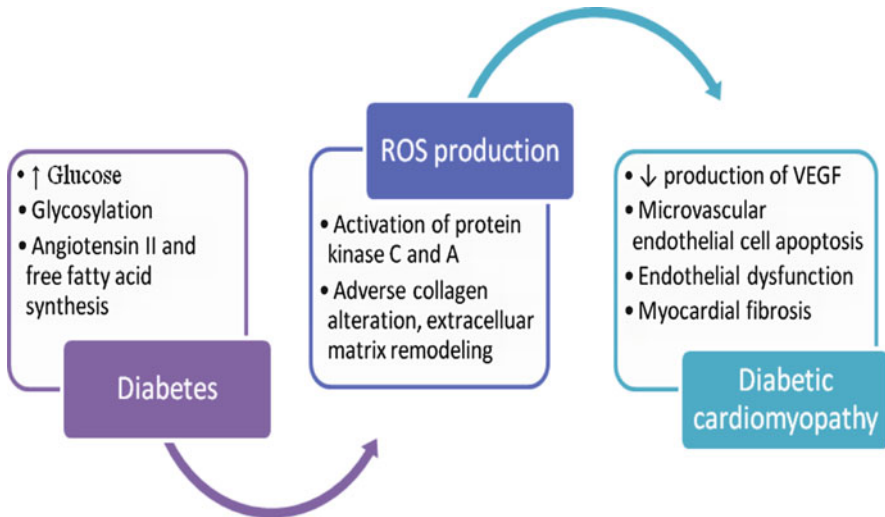 • ↑ Glucose
• Glycosylation
• Angiotensin II and
free fatty acid
synthesis
Diabetes
ROS production
• Activation of protein
kinase C and A
• Adverse collagen
alteration, extracelluar
matrix remodeling
• ↓ production of VEGF
• Microvascular
endothelial cell apoptosis
• Endothelial dysfunction
• Myocardial fibrosis
Diabetic
cardiomyopathy